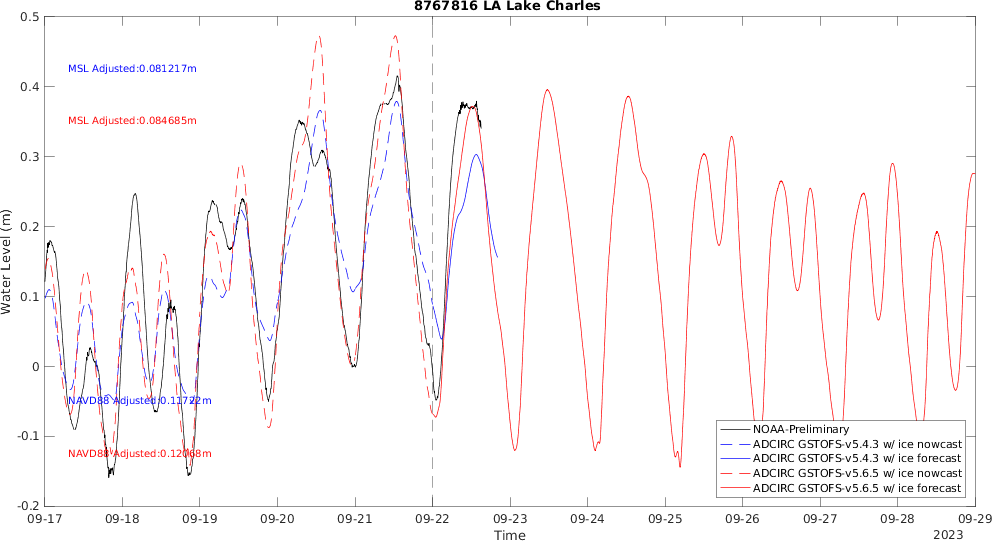 8767816 LA Lake Charles
0.5
0.4
0.3
0.2
0.1
0
-0.1
-0.2
Water Level (m)
MSL Adjusted:0.081217m
MSL Adjusted:0.084685m
NAVD88 Adjusted:0.11722m
NAVD88 Adjusted:0.12068m
NOAA-Preliminary
ADCIRC GSTOFS-v5.4.3 w/ ice nowcast
ADCIRC GSTOFS-v5.4.3 w/ ice forecast
ADCIRC GSTOFS-v5.6.5 w/ ice nowcast
ADCIRC GSTOFS-v5.6.5 w/ ice forecast
09-17 09-18 09-19 09-20 09-21 09-22 09-23 09-24 09-25 09-26 09-27 09-28 09-29
Time
2023